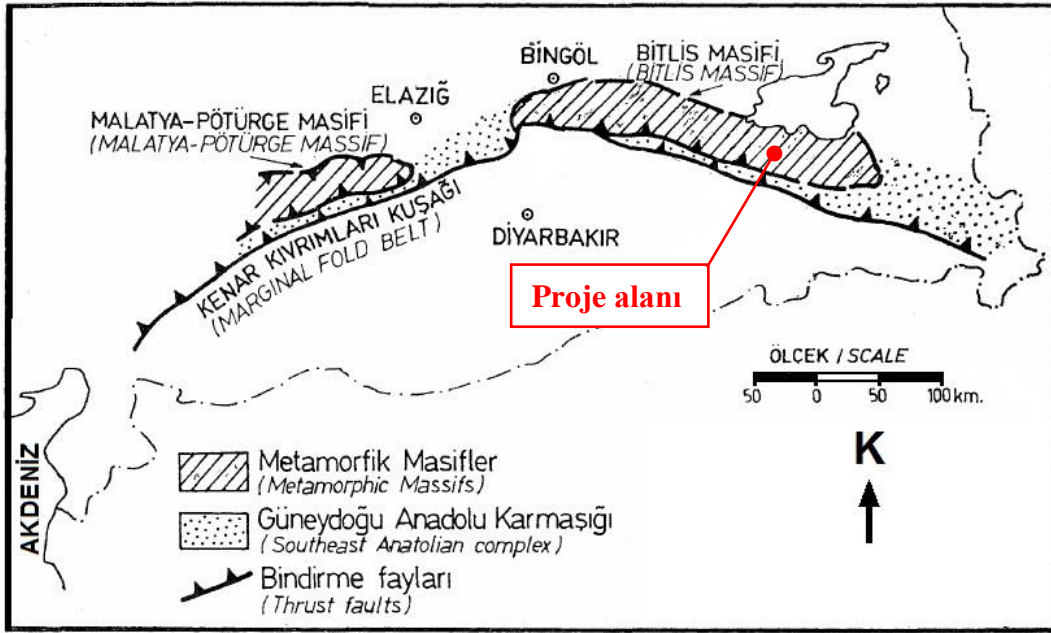 BİNGÖL
BİTLİS MASİFİ
(BITLIS MASSIF)
ELAZIĞ
MALATYA-PÖTÜRGE MASİFİ
(MALATYA-PÖTÜRGE MASSIF)
DİYARBAKIR
KENAR KIVRIMLARI KUŞAĞI
(MARGINAL FOLD BELT)
Proje alanı
ÖLÇEK / SCALE
50 0 50 100 km.
K
AKDENİZ
Metamorfik Masifler
(Metamorphic Massifs)
Güneydoğu Anadolu Karmaşığı
(Southeast Anatolian complex)
Bindirme fayları
(Thrust faults)